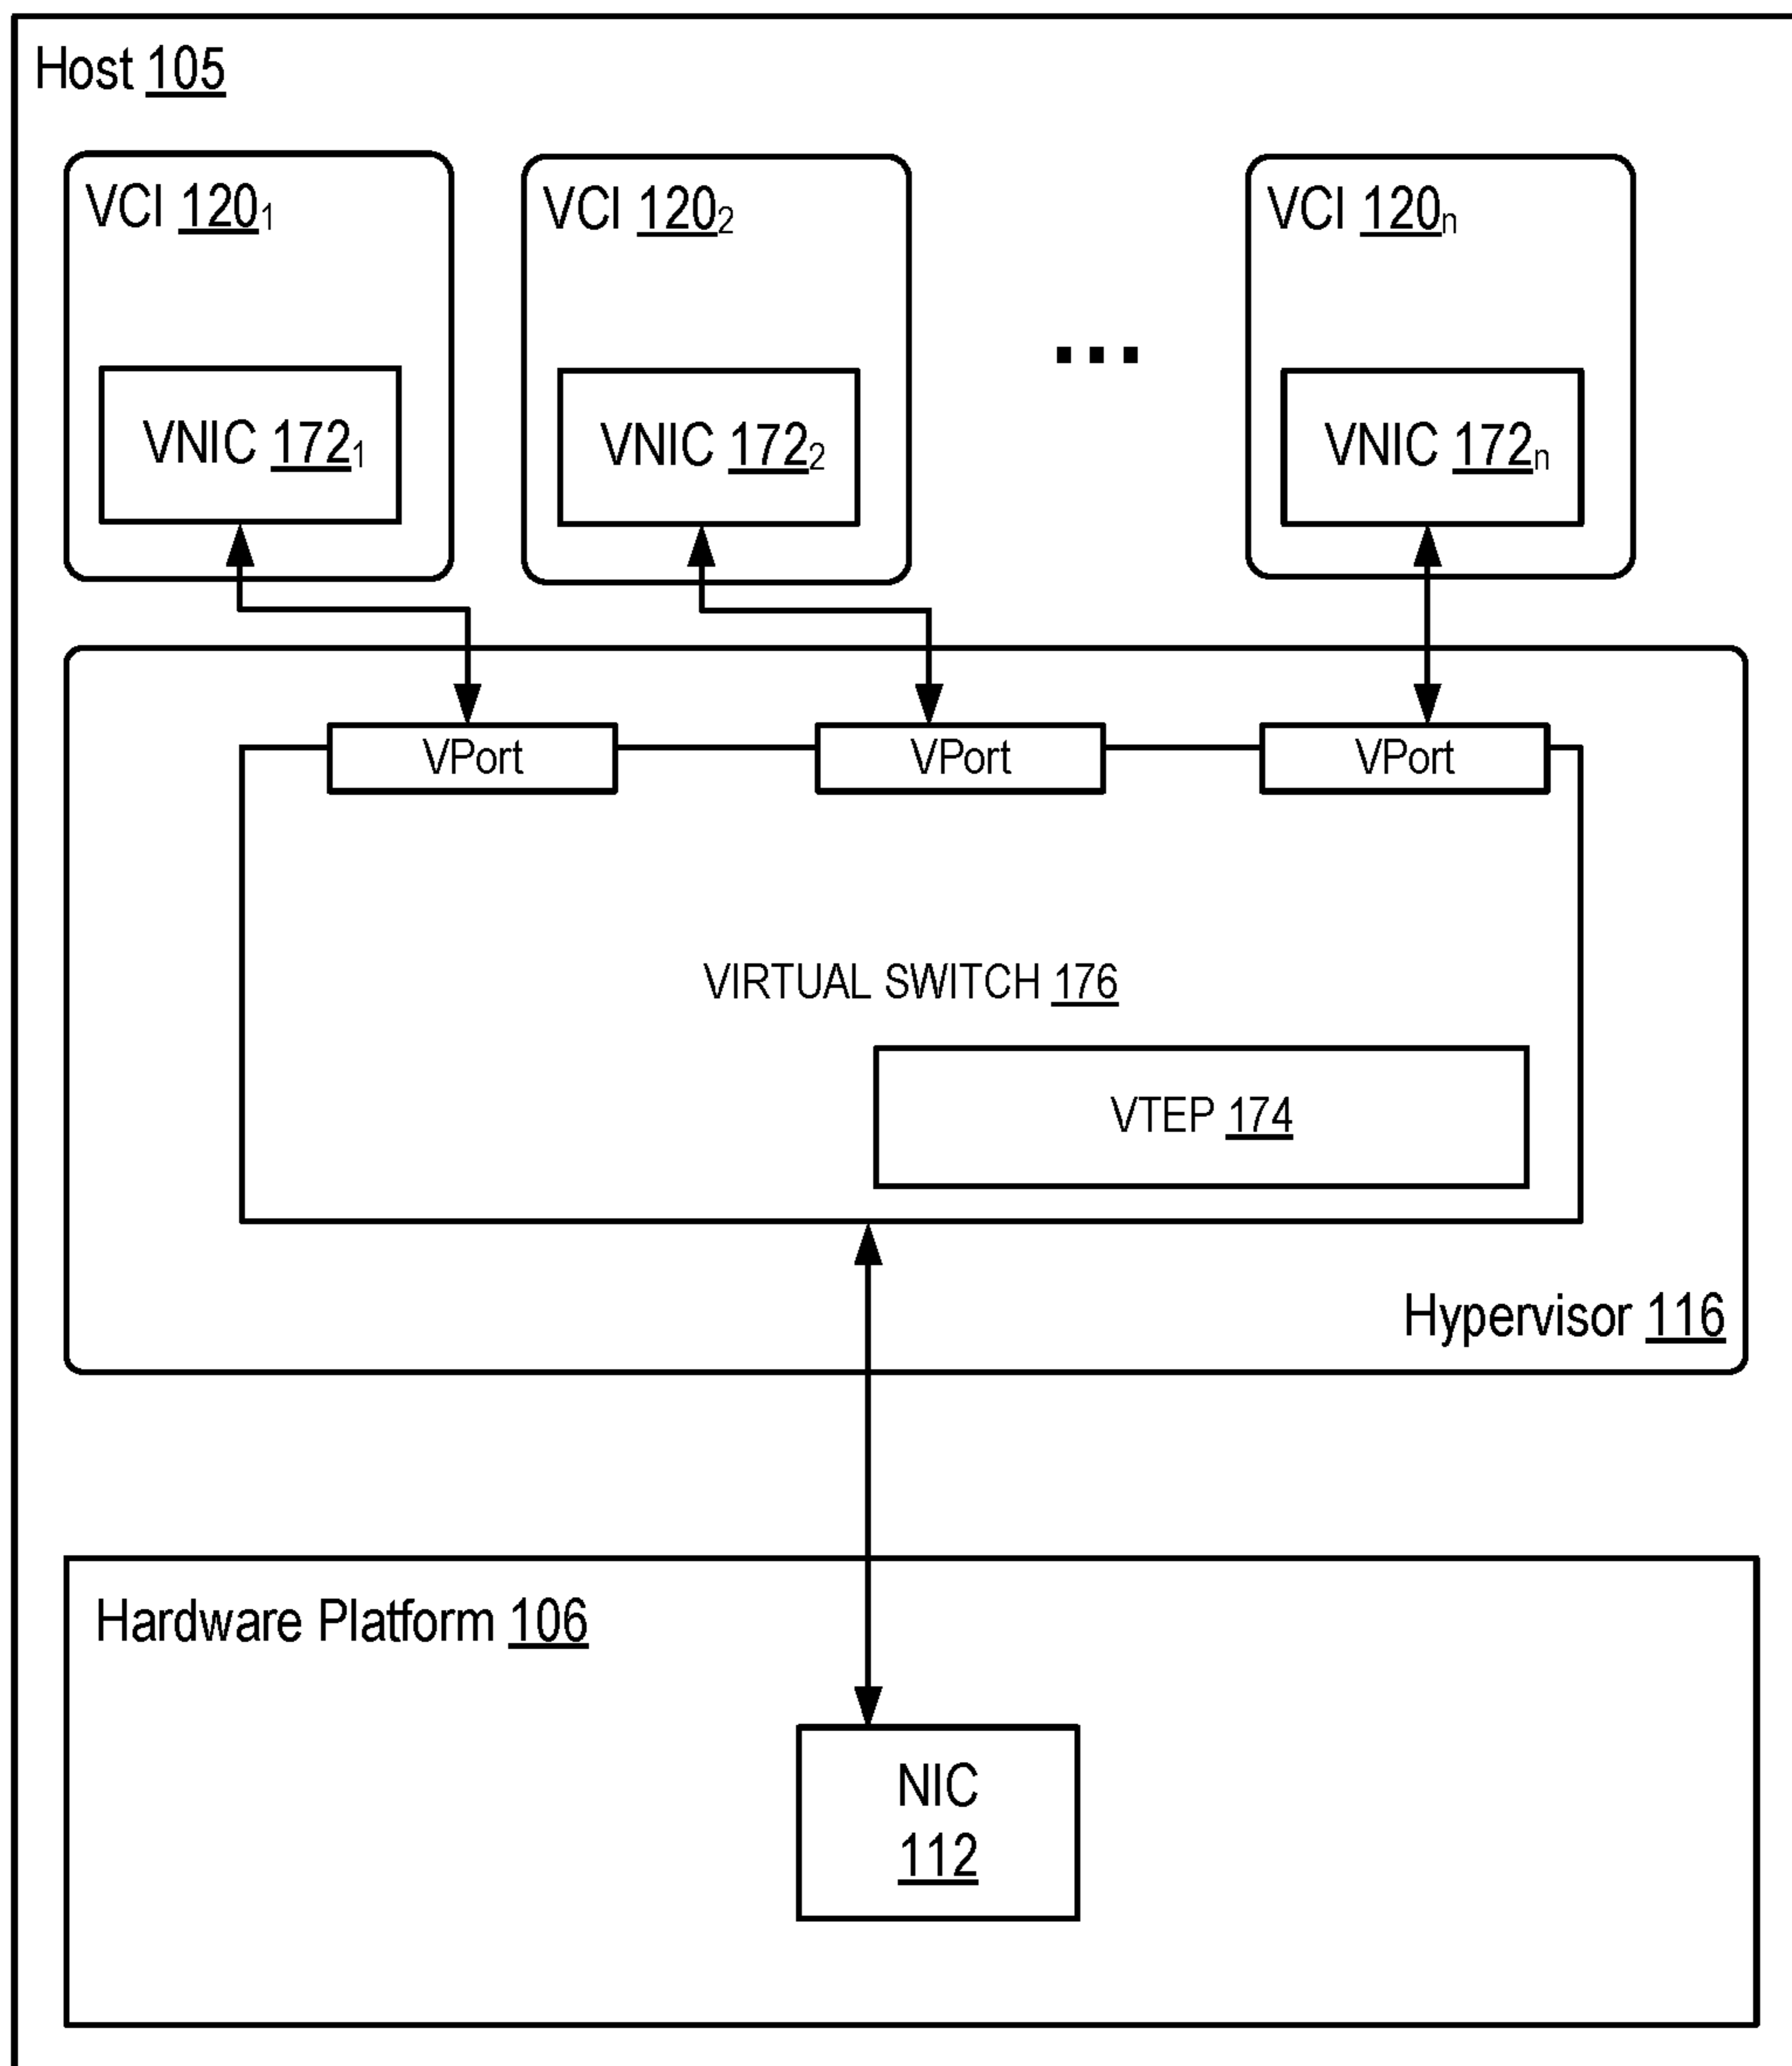 Host 105
VCI 120₁
VCI 120₂
VCI 120ₙ
...
VNIC 172₁
VNIC 172₂
VNIC 172ₙ
VPort
VPort
VPort
VIRTUAL SWITCH 176
VTEP 174
Hypervisor 116
Hardware Platform 106
NIC
112